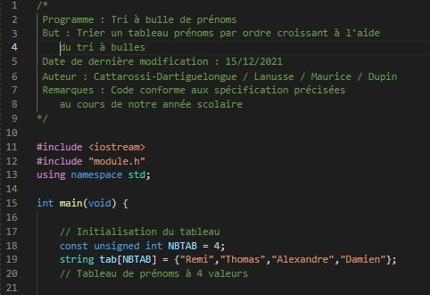 1 /*
2 Programme : Tri à bulle de prénoms
3 But : Trier un tableau prénoms par ordre croissant à l'aide
4 du tri à bulles
5 Date de dernière modification : 15/12/2021
6 Auteur : Cattarossi-Dartiguelongue / Lanusse / Maurice / Dupin
7 Remarques : Code conforme aux spécification précisées
8 au cours de notre année scolaire
9 */
10
11 #include <iostream>
12 #include "module.h"
13 using namespace std;
14
15 int main(void) {
16
17 // Initialisation du tableau
18 const unsigned int NBTAB = 4;
19 string tab[NBTAB] = {"Remi","Thomas","Alexandre","Damien"};
20 // Tableau de prénoms à 4 valeurs
21